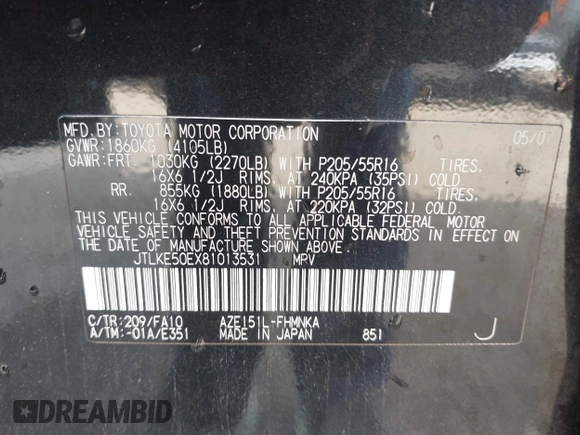 MFD.BY:TOYOTA MOTOR CORPORATION 05/07
GVWR:1860KG (4105LB)
GAWR:FRT. 1030KG (2270LB) WITH P205/55R16 TIRES.
16X6 1/2J RIMS. AT 240KPA (35PSI) COLD.
RR. 855KG (1880LB) WITH P205/55R16 TIRES.
16X6 1/2J RIMS. AT 220KPA (32PSI) COLD.
THIS VEHICLE CONFORMS TO ALL APPLICABLE FEDERAL MOTOR
VEHICLE SAFETY AND THEFT PREVENTION STANDARDS IN EFFECT ON
THE DATE OF MANUFACTURE SHOWN ABOVE.
JTLKE50EX81013531 MPV
C/TR:209/FA10 AZE151L-FHMNKA
A/TM:-01A/E351 MADE IN JAPAN 851 J
DREAMBID